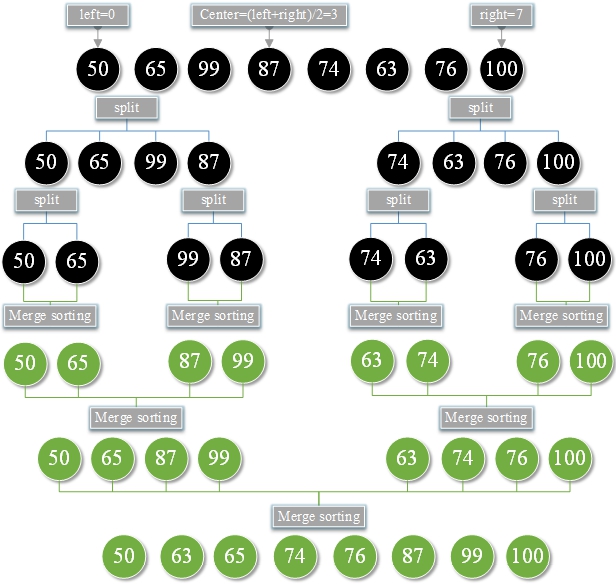 left=0 Center=(left+right)/2=3 right=7
50 65 99 87 74 63 76 100
split split
50 65 99 87 74 63 76 100
split split split split
50 65 99 87 74 63 76 100
Merge sorting Merge sorting Merge sorting Merge sorting
50 65 87 99 63 74 76 100
Merge sorting Merge sorting
50 65 87 99 63 74 76 100
Merge sorting
50 63 65 74 76 87 99 100